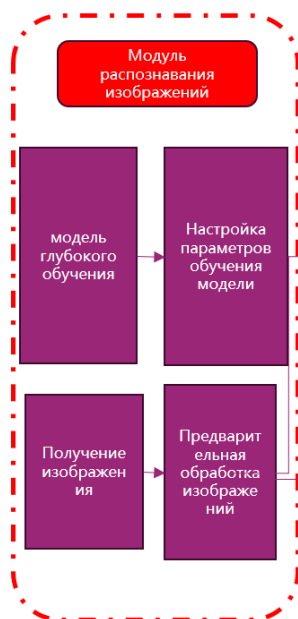 Модуль
распознавания
изображений
модель
глубокого
обучения
Настройка
параметров
обучения
модели
Получение
изображен
ия
Предварит
ельная
обработка
изображе
ний